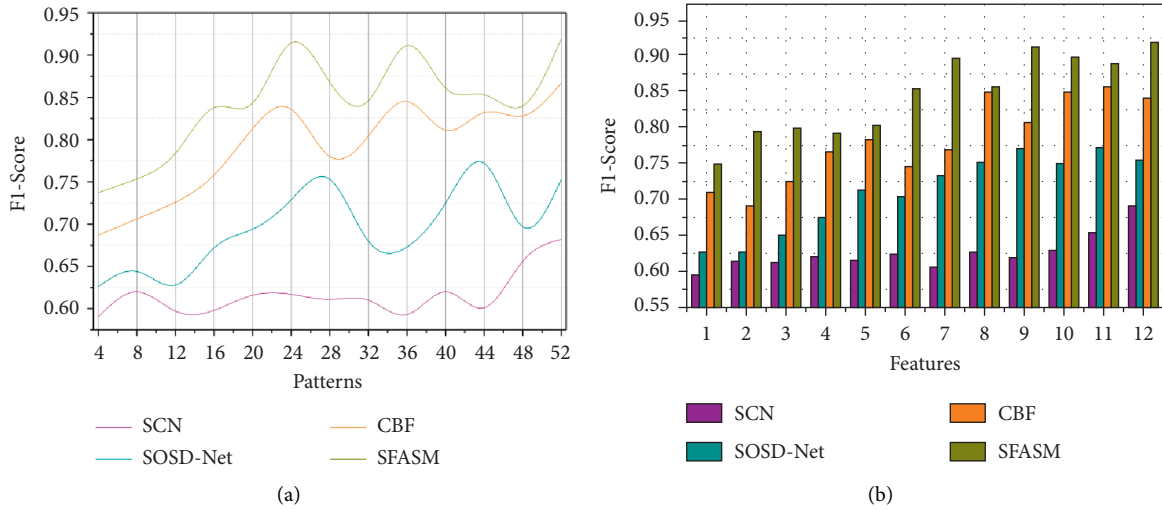 0.95
0.90
0.85
0.80
0.75
0.70
0.65
0.60
F1-Score
4 8 12 16 20 24 28 32 36 40 44 48 52
Patterns
SCN CBF
SOSD-Net SFASM
(a)
0.95
0.90
0.85
0.80
0.75
0.70
0.65
0.60
0.55
F1-Score
1 2 3 4 5 6 7 8 9 10 11 12
Features
SCN CBF
SOSD-Net SFASM
(b)